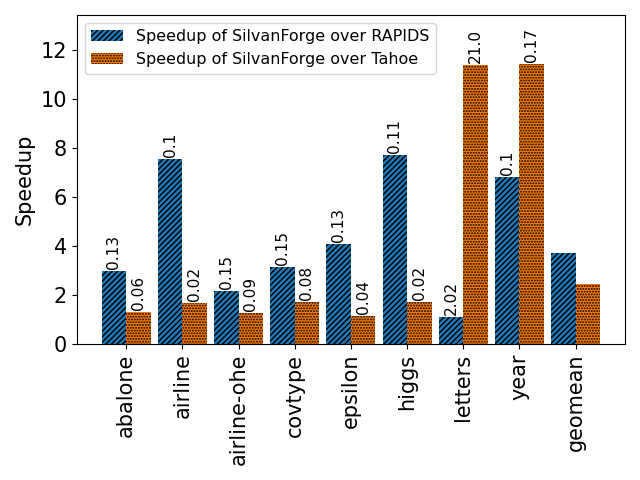 Speedup of SilvanForge over RAPIDS
Speedup of SilvanForge over Tahoe
Speedup
12
10
8
6
4
2
0
0.13
0.06
0.1
0.02
0.15
0.09
0.15
0.08
0.13
0.04
0.11
0.02
2.02
21.0
0.1
0.17
abalone
airline
airline-ohe
covtype
epsilon
higgs
letters
year
geomean